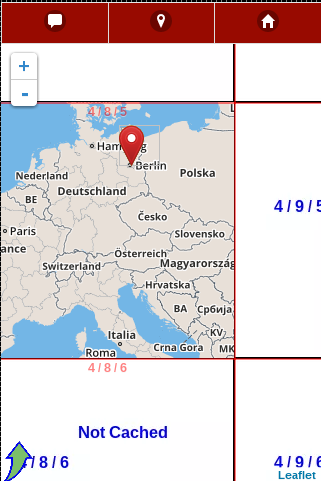 +
-
4 / 8 / 5
Hamburg
Berlin
Nederland
Polska
BE
Deutschland
Paris
Česko
Slovensko
Österreich
Switzerland
Magyarország
Hrvatska
BA
Србија
KV
Italia
Roma
Crna Gora
MK
4 / 9 / 5
4 / 8 / 6
Not Cached
/ 8 / 6
4 / 9 / 6
Leaflet